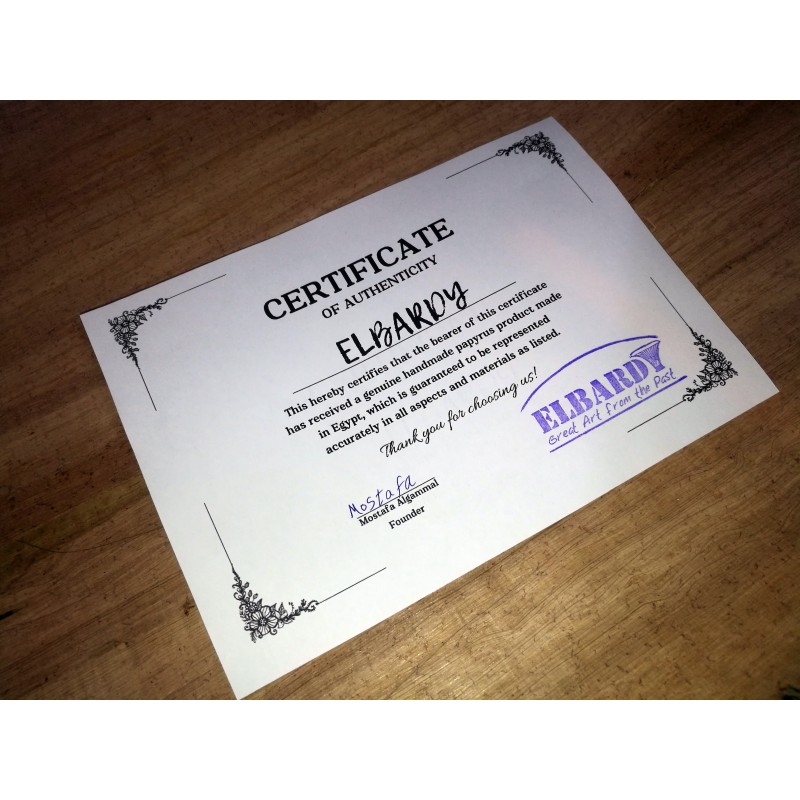 CERTIFICATE
OF AUTHENTICITY
ELBARDY
This hereby certifies that the bearer of this certificate
has received a genuine handmade papyrus product made
in Egypt, which is guaranteed to be represented
accurately in all aspects and materials as listed.
Thank you for choosing us!
ELBARDY
Great Art from the Past
Mostafa
Mostafa Algammal
Founder